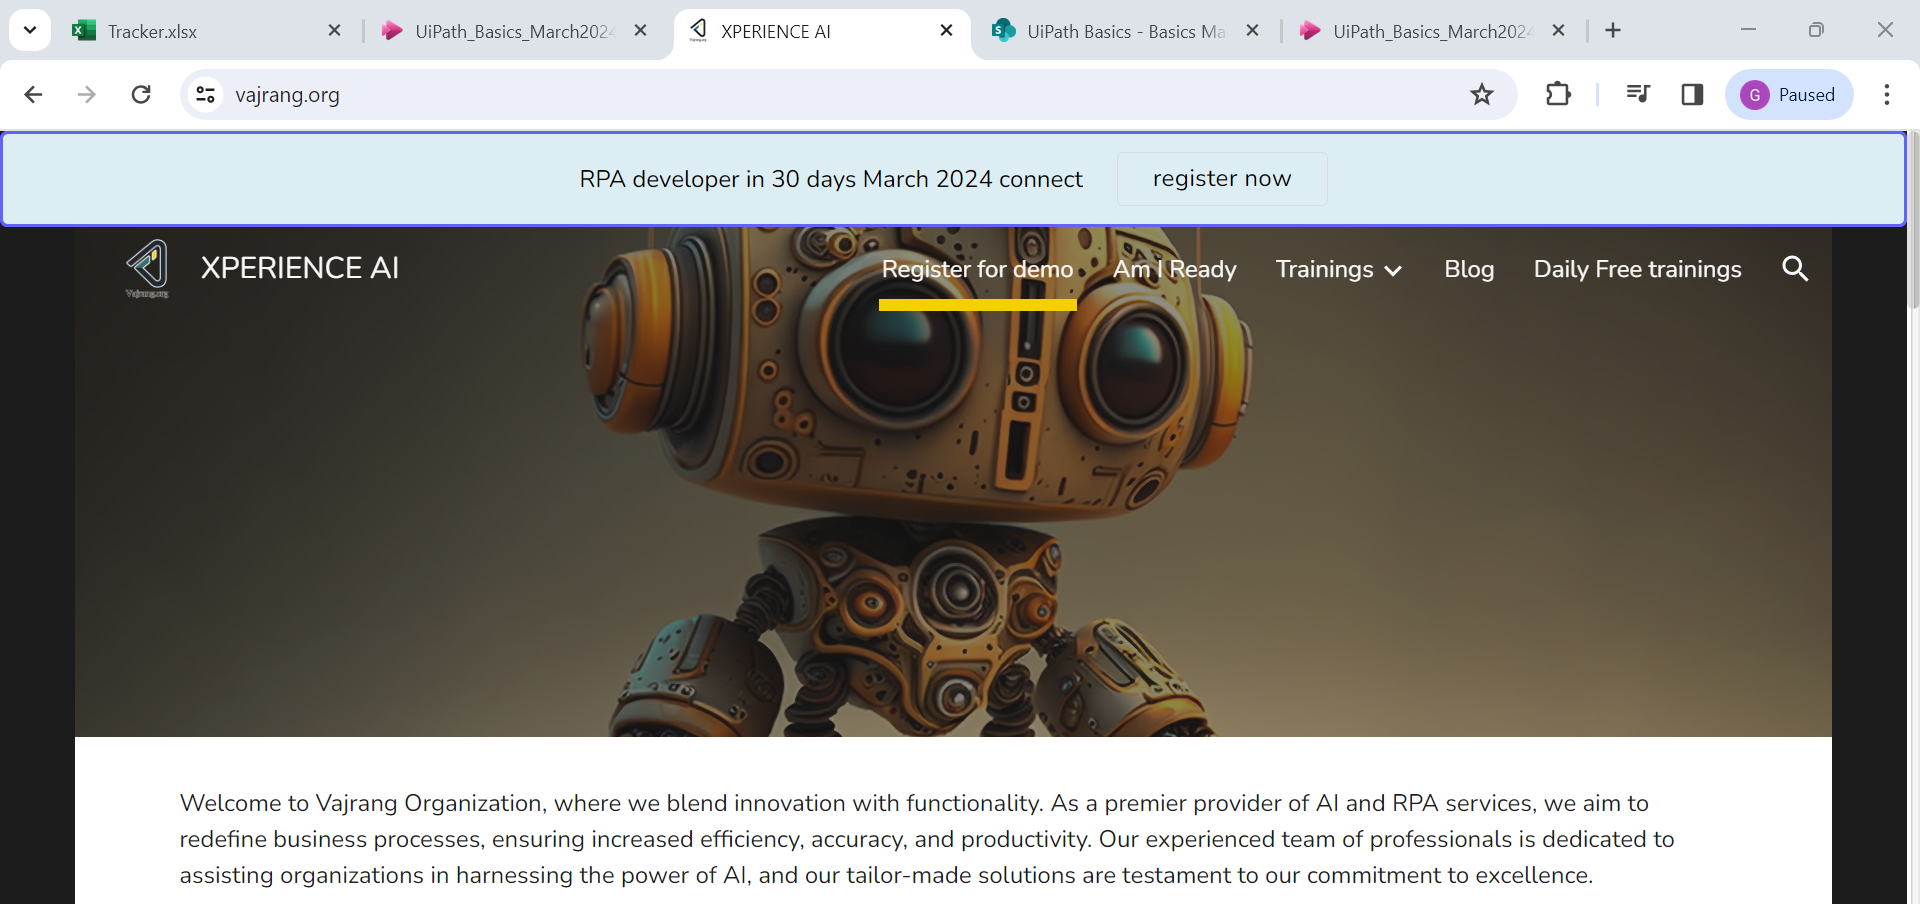 Tracker.xlsx
UiPath_Basics_March2024
XPERIENCE AI
UiPath Basics - Basics Ma
UiPath_Basics_March2024
vajrang.org
G Paused
RPA developer in 30 days March 2024 connect
register now
Vajrang.org
XPERIENCE AI
Register for demo
Am I Ready
Trainings
Blog
Daily Free trainings
Welcome to Vajrang Organization, where we blend innovation with functionality. As a premier provider of AI and RPA services, we aim to
redefine business processes, ensuring increased efficiency, accuracy, and productivity. Our experienced team of professionals is dedicated to
assisting organizations in harnessing the power of AI, and our tailor-made solutions are testament to our commitment to excellence.